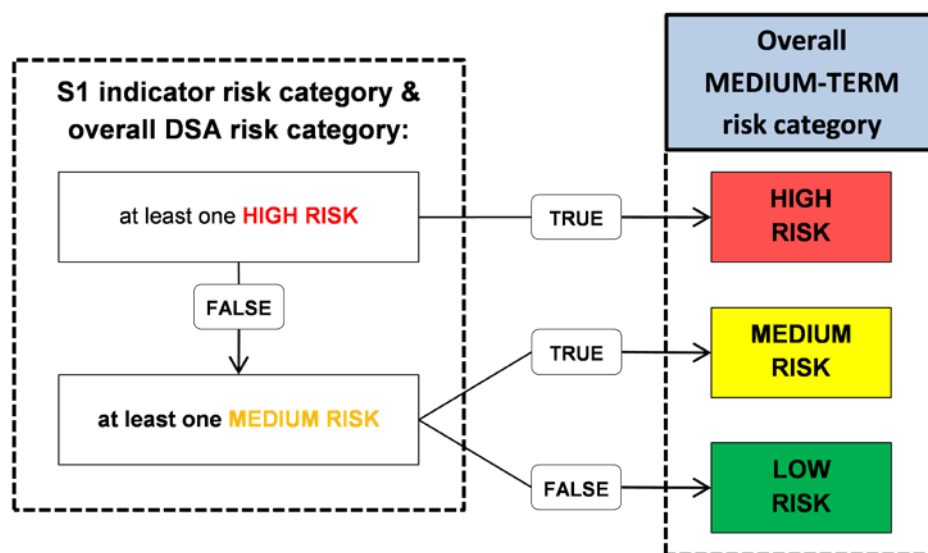 S1 indicator risk category &
overall DSA risk category:
Overall
MEDIUM-TERM
risk category
at least one HIGH RISK
TRUE
HIGH
RISK
FALSE
at least one MEDIUM RISK
TRUE
MEDIUM
RISK
FALSE
LOW
RISK